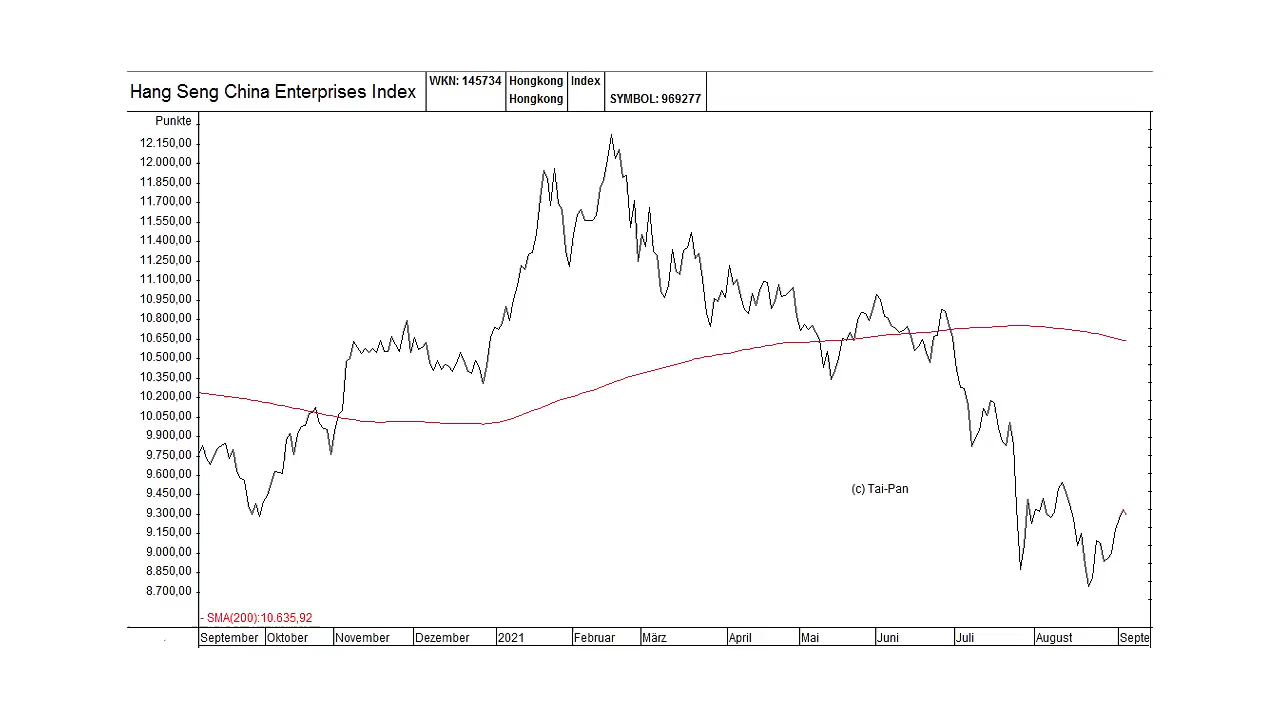 Hang Seng China Enterprises Index
WKN: 145734
Hongkong
Hongkong
Index
SYMBOL: 969277
Punkte
12.150,00
12.000,00
11.850,00
11.700,00
11.550,00
11.400,00
11.250,00
11.100,00
10.950,00
10.800,00
10.650,00
10.500,00
10.350,00
10.200,00
10.050,00
9.900,00
9.750,00
9.600,00
9.450,00
9.300,00
9.150,00
9.000,00
8.850,00
8.700,00
(c) Tai-Pan
- SMA(200):10.635,92
September Oktober November Dezember 2021 Februar März April Mai Juni Juli August Septe